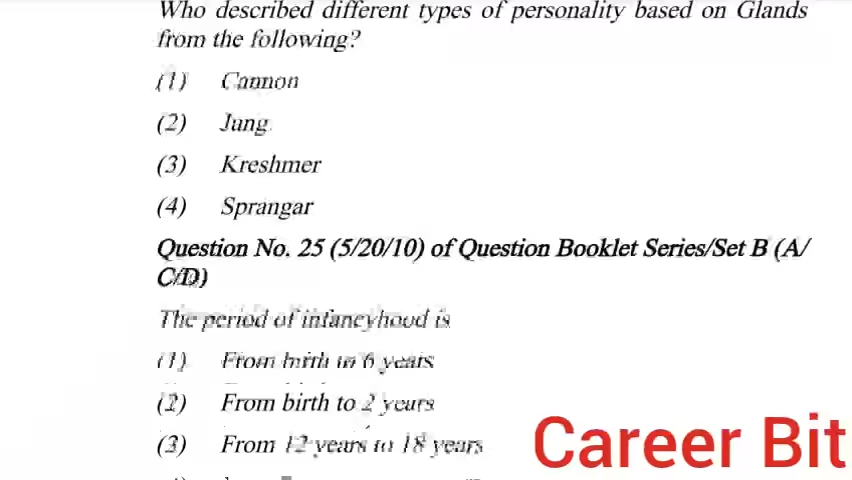 Who described different types of personality based on Glands
from the following?
(1) Cannon
(2) Jung
(3) Kreshmer
(4) Sprangar
Question No. 25 (5/20/10) of Question Booklet Series/Set B (A/
C/D)
The period of infancyhood is
(1) From birth to 6 years
(2) From birth to 2 years
(3) From 12 years to 18 years
Career Bit